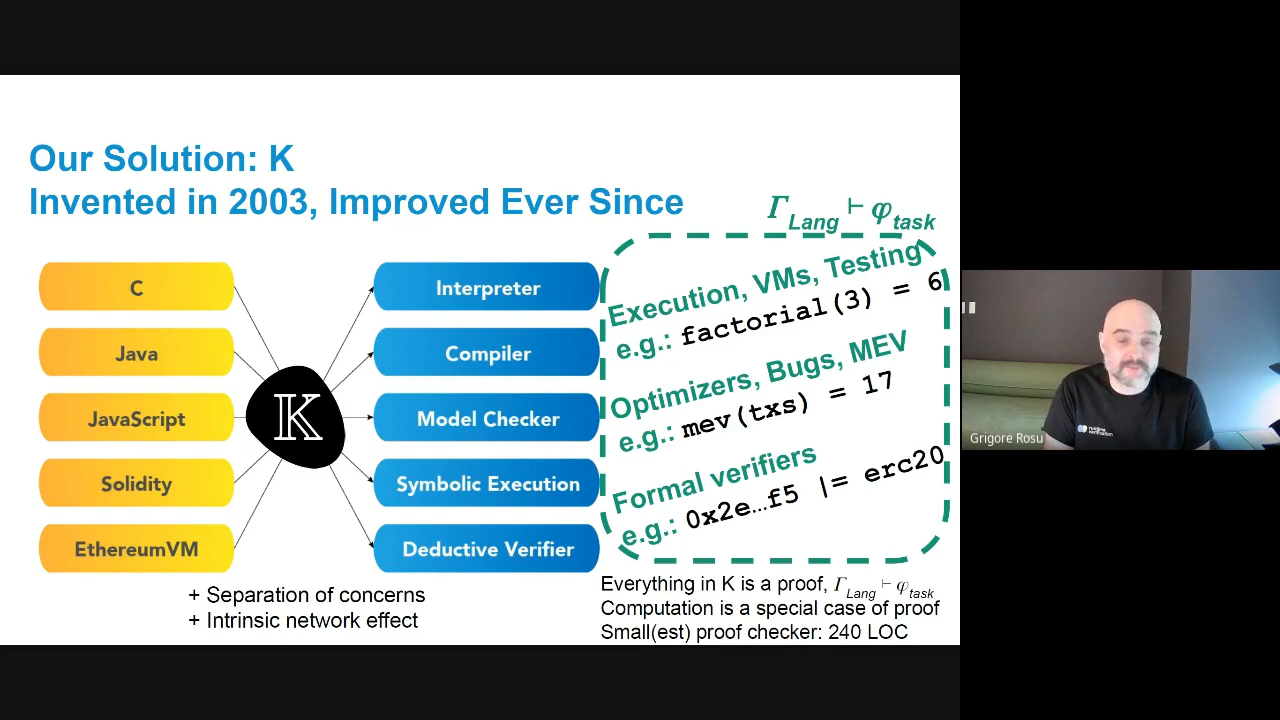 Our Solution: K
Invented in 2003, Improved Ever Since
Γ_Lang ⊢ φ_task
C
Java
JavaScript
Solidity
EthereumVM
K
Interpreter
Compiler
Model Checker
Symbolic Execution
Deductive Verifier
Execution, VMs, Testing
e.g.: factorial(3) = 6
Optimizers, Bugs, MEV
e.g.: mev(txs) = 17
Formal verifiers
e.g.: 0x2e…f5 |= erc20
+ Separation of concerns
+ Intrinsic network effect
Everything in K is a proof, Γ_Lang ⊢ φ_task
Computation is a special case of proof
Small(est) proof checker: 240 LOC
runtime
verification
Grigore Rosu